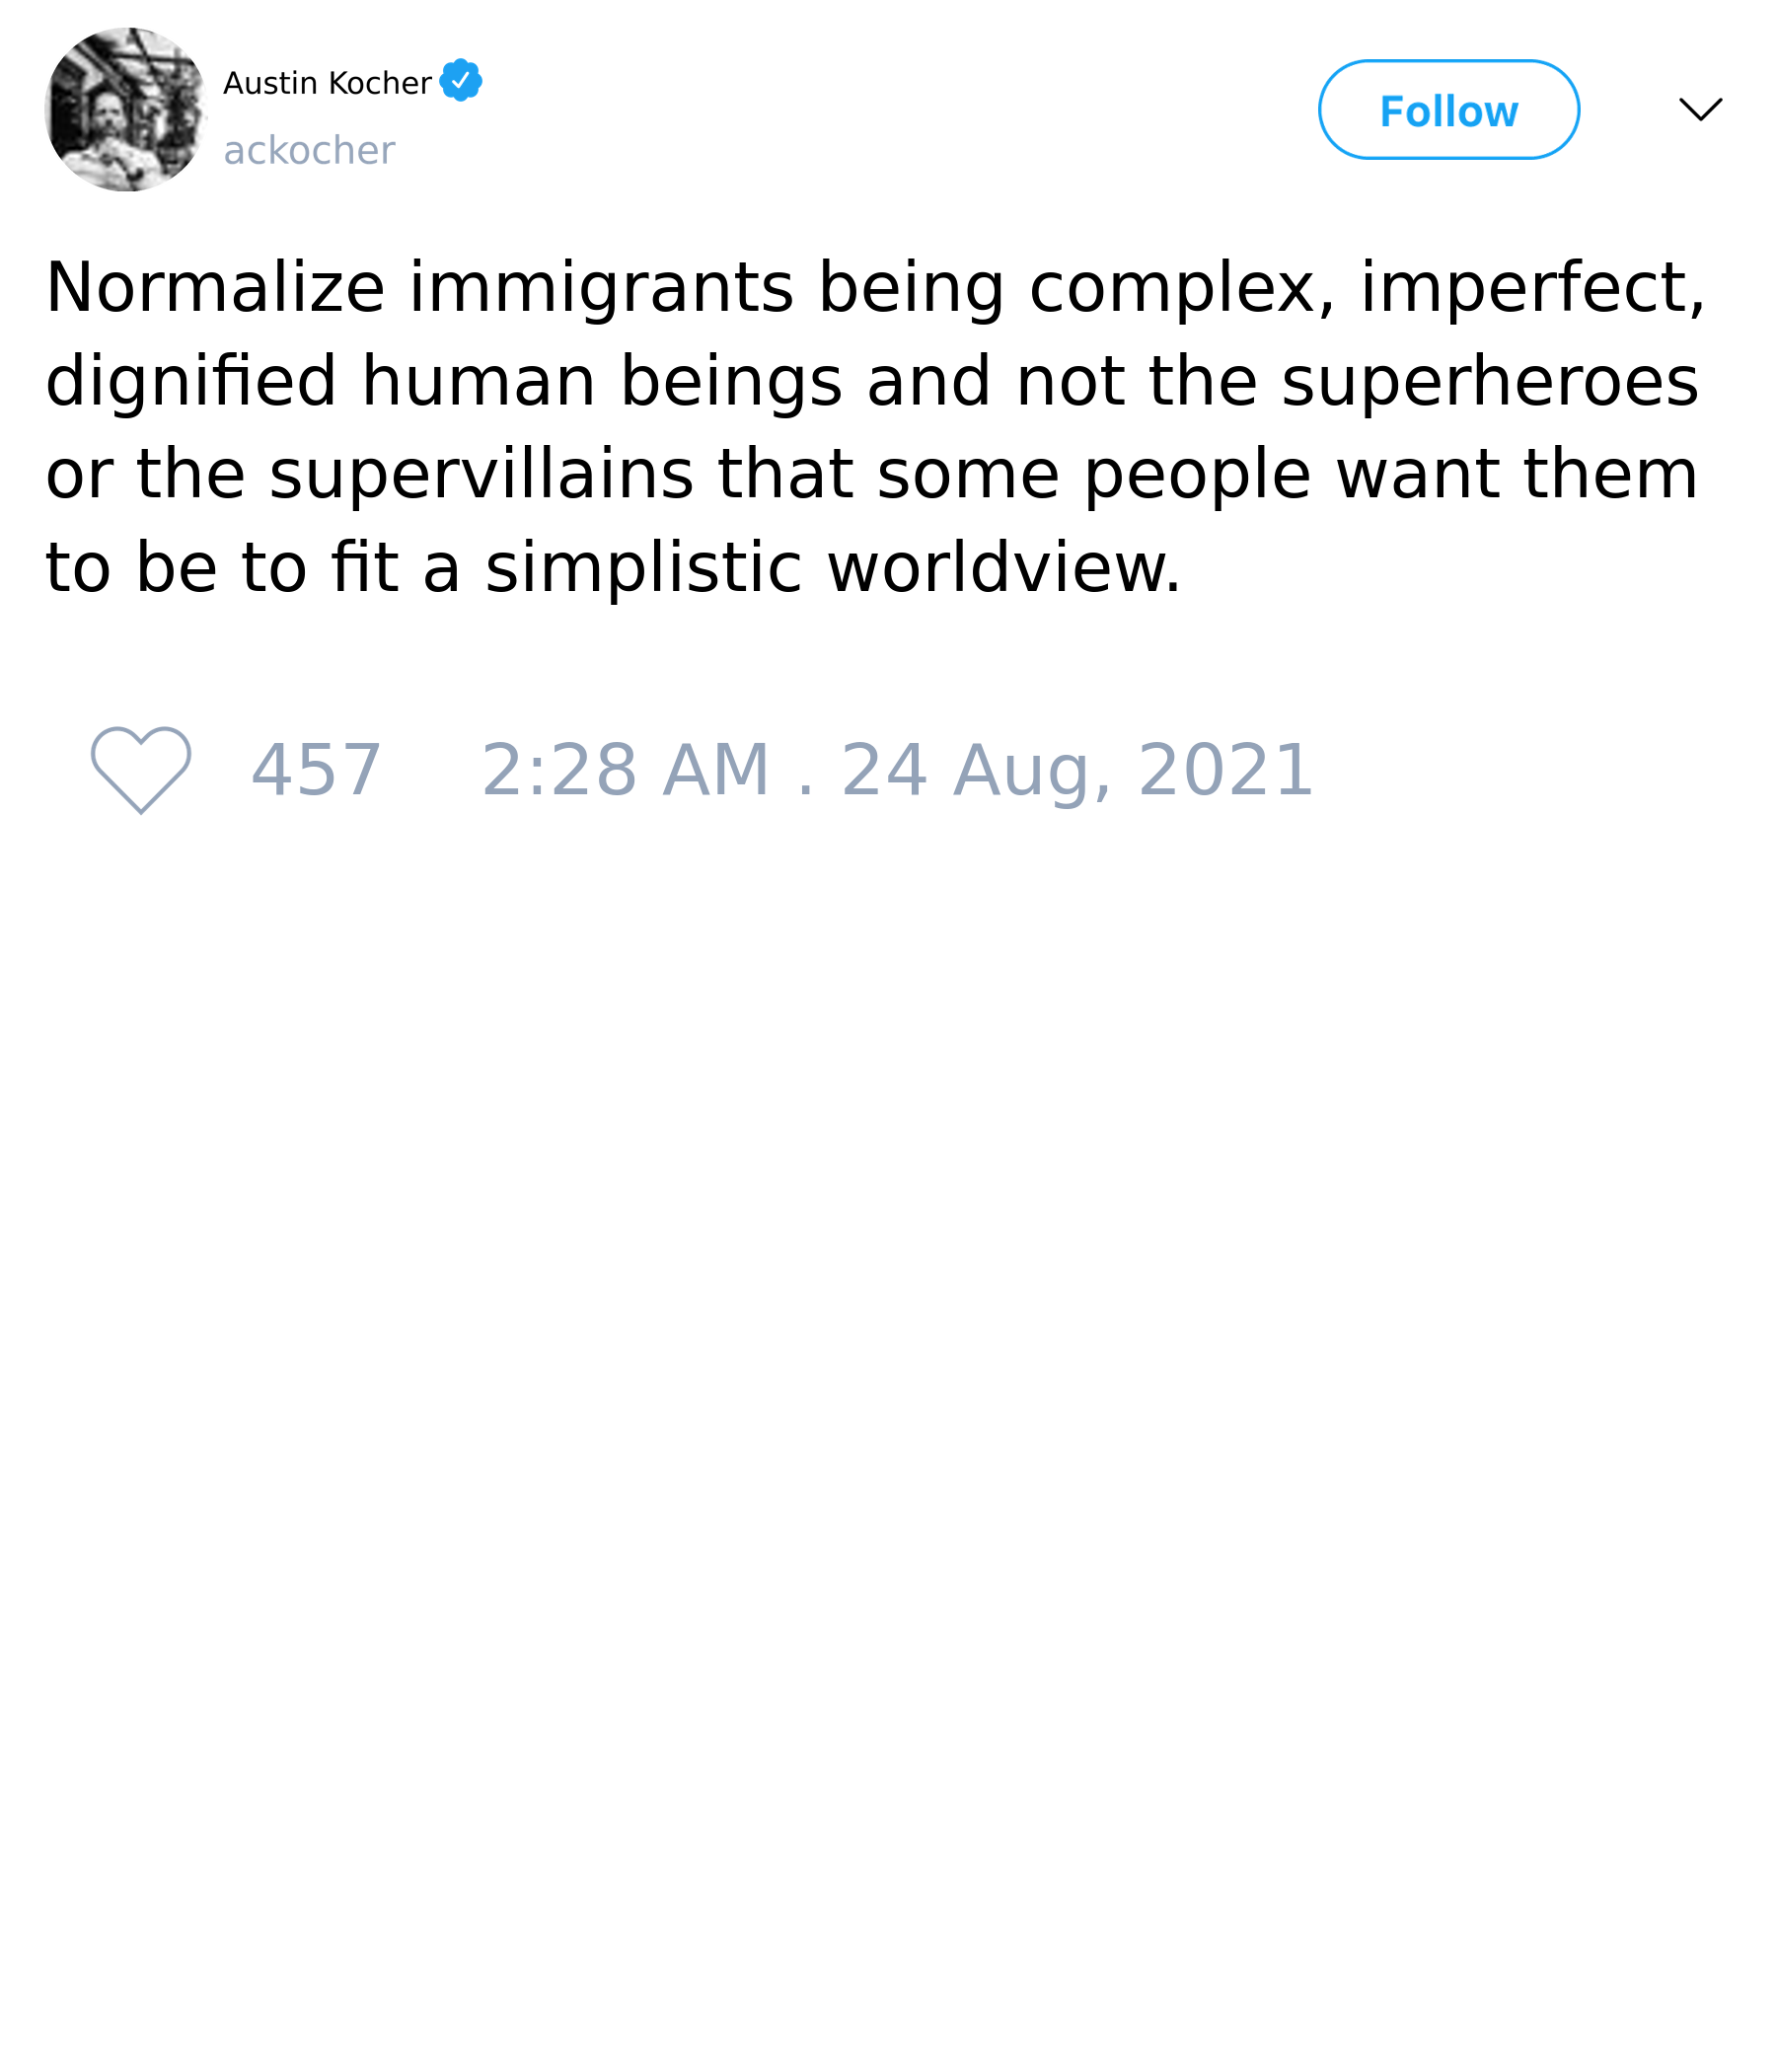 Austin Kocher
ackocher
Follow
Normalize immigrants being complex, imperfect,
dignified human beings and not the superheroes
or the supervillains that some people want them
to be to fit a simplistic worldview.
457 2:28 AM . 24 Aug, 2021